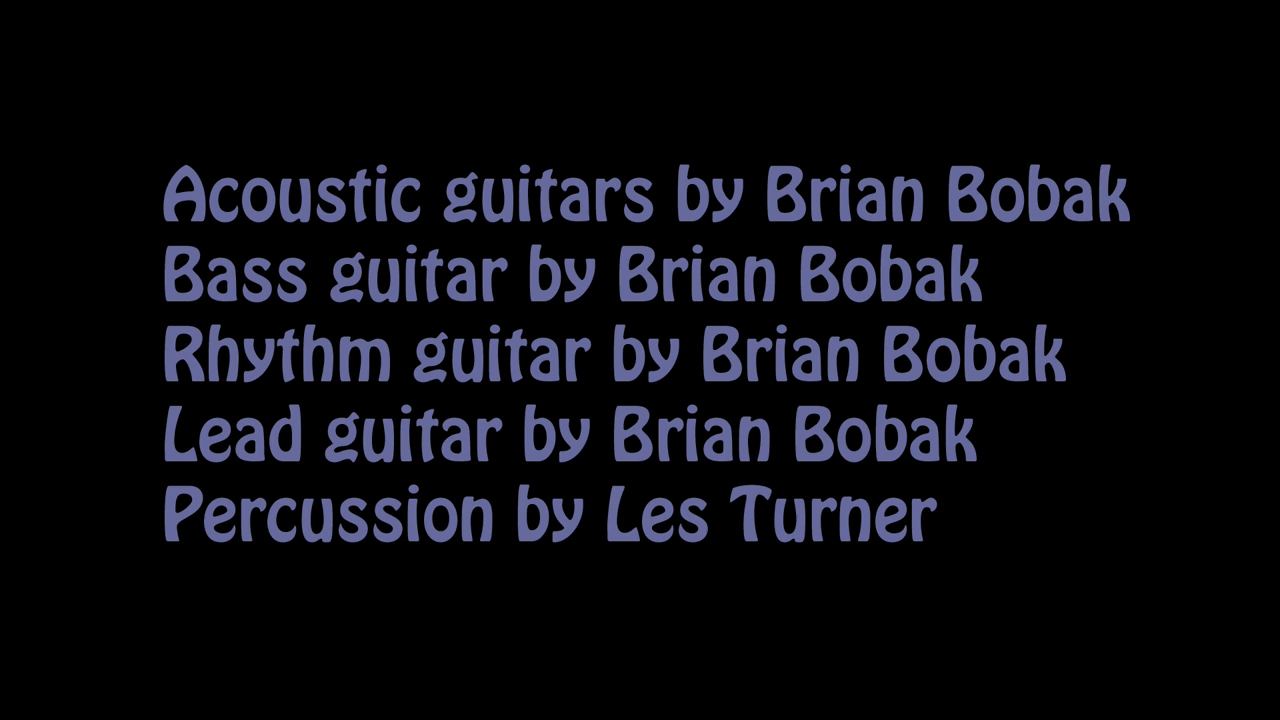 Acoustic guitars by Brian Bobak
Bass guitar by Brian Bobak
Rhythm guitar by Brian Bobak
Lead guitar by Brian Bobak
Percussion by Les Turner